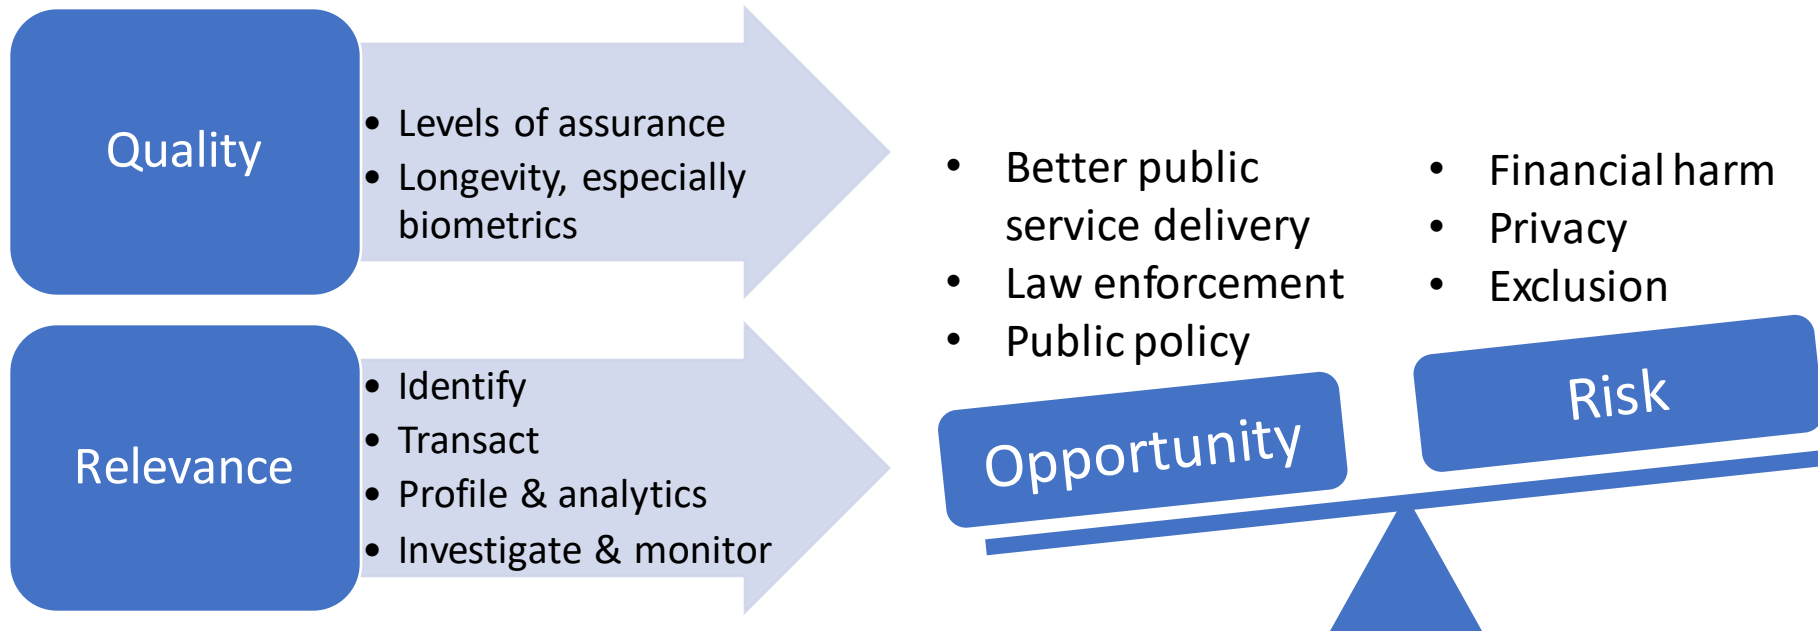 Quality
• Levels of assurance
• Longevity, especially
biometrics
Relevance
• Identify
• Transact
• Profile & analytics
• Investigate & monitor
• Better public
service delivery
• Law enforcement
• Public policy
Opportunity
• Financial harm
• Privacy
• Exclusion
Risk